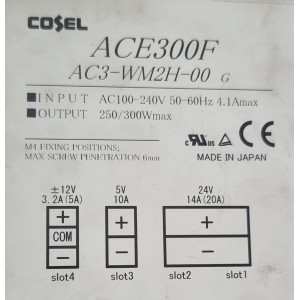 COSEL
ACE300F
AC3-WM2H-00 G
■INPUT AC100-240V 50-60Hz 4.1Amax
■OUTPUT 250/300Wmax
M4 FIXING POSITIONS;
MAX SCREW PENETRATION 6mm
c RU us CE
MADE IN JAPAN
±12V 5V 24V
3.2A(5A) 10A 14A(20A)
+ + +
COM
− − −
slot4 slot3 slot2 slot1